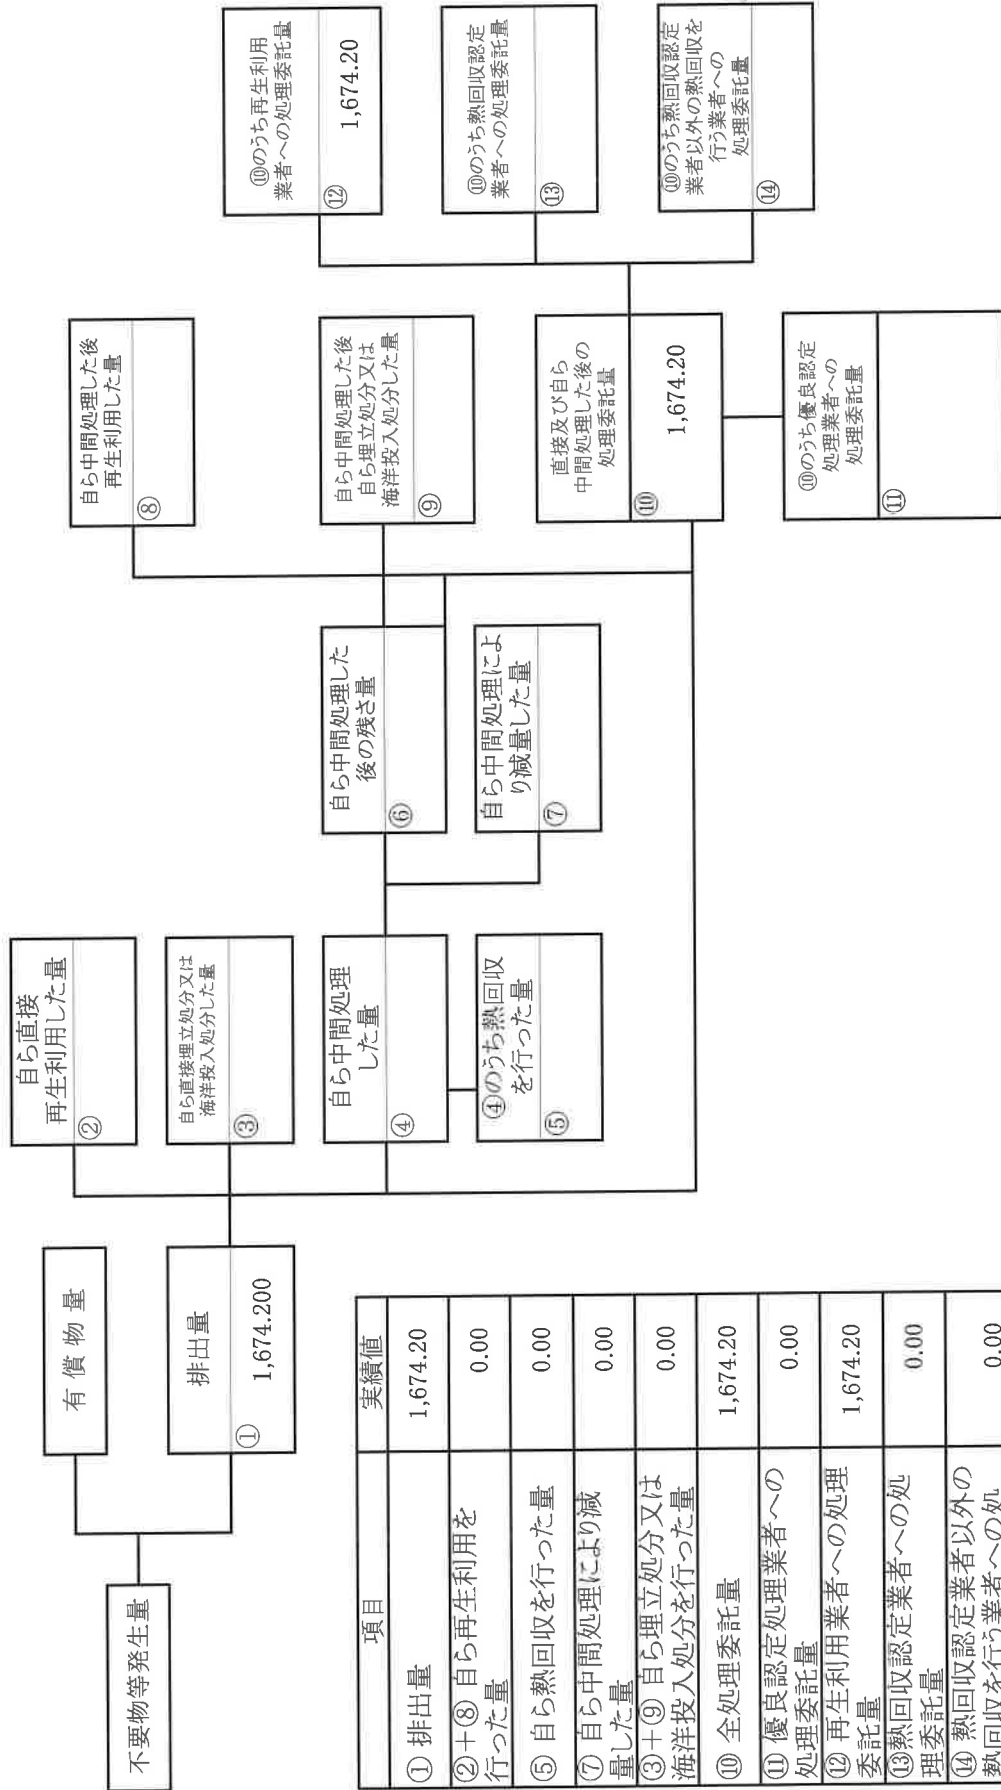 不要物等発生量
有 償 物 量
排出量
①
1,674.200
自ら直接
再生利用した量
②
自ら直接埋立処分又は
海洋投入処分した量
③
自ら中間処理
した量
④
④のうち熱回収
を行った量
⑤
自ら中間処理した
後の残さ量
⑥
自ら中間処理によ
り減量した量
⑦
自ら中間処理した後
再生利用した量
⑧
自ら中間処理した後
自ら埋立処分又は
海洋投入処分した量
⑨
直接及び自ら
中間処理した後の
処理委託量
⑩
1,674.20
⑩のうち優良認定
処理業者への
処理委託量
⑪
⑩のうち再生利用
業者への処理委託量
⑫
1,674.20
⑩のうち熱回収認定
業者への処理委託量
⑬
⑩のうち熱回収認定
業者以外の熱回収を
行う業者への
処理委託量
⑭
項目 実績値
① 排出量 1,674.20
②＋⑧ 自ら再生利用を
行った量 0.00
⑤ 自ら熱回収を行った量 0.00
⑦ 自ら中間処理により減
量した量 0.00
③＋⑨ 自ら埋立処分又は
海洋投入処分を行った量 0.00
⑩ 全処理委託量 1,674.20
⑪ 優良認定処理業者への
処理委託量 0.00
⑫ 再生利用業者への処理
委託量 1,674.20
⑬熱回収認定業者への処
理委託量 0.00
⑭ 熱回収認定業者以外の
熱回収を行う業者への処 0.00